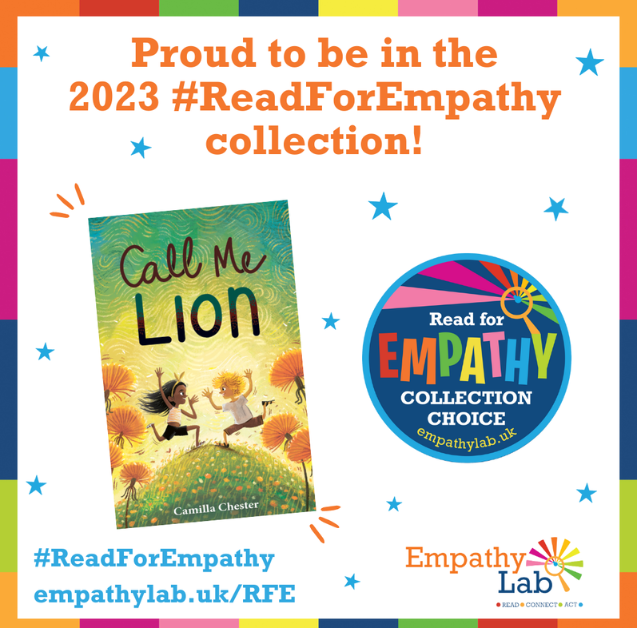 Proud to be in the
2023 #ReadForEmpathy
collection!
Call Me
Lion
Camilla Chester
Read for
EMPATHY
COLLECTION
CHOICE
empathylab.uk
#ReadForEmpathy
empathylab.uk/RFE
Empathy
Lab
READ CONNECT ACT